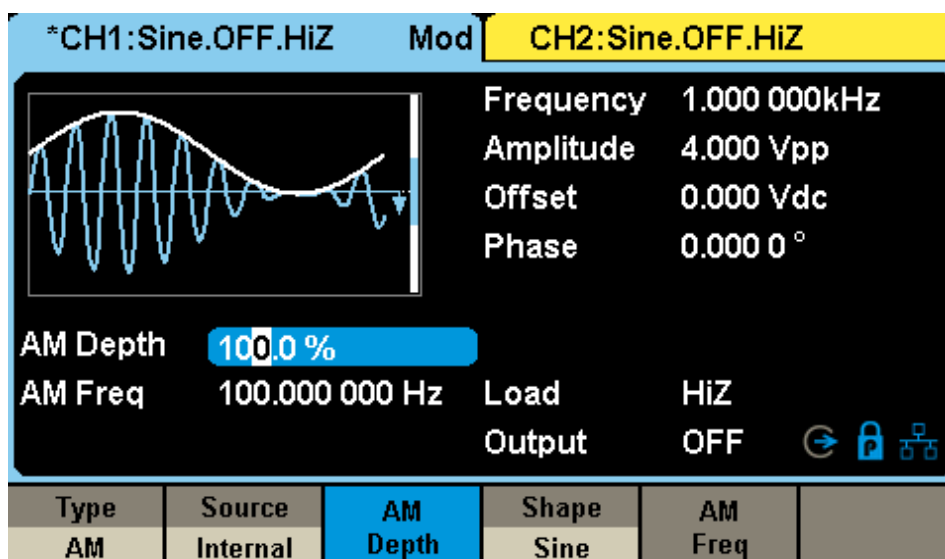 *CH1:Sine.OFF.HiZ Mod CH2:Sine.OFF.HiZ
Frequency 1.000 000kHz
Amplitude 4.000 Vpp
Offset 0.000 Vdc
Phase 0.000 0 °
AM Depth 100.0 %
AM Freq 100.000 000 Hz Load HiZ
Output OFF P
Type Source AM Shape AM
AM Internal Depth Sine Freq